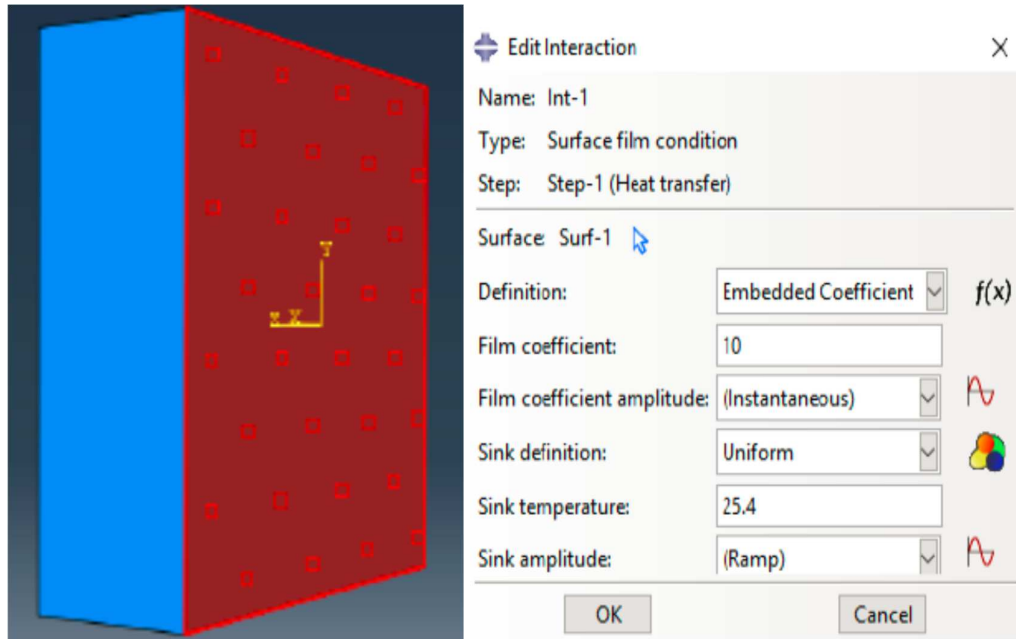 Edit Interaction
Name: Int-1
Type: Surface film condition
Step: Step-1 (Heat transfer)
Surface: Surf-1
Definition: Embedded Coefficient f(x)
Film coefficient: 10
Film coefficient amplitude: (Instantaneous)
Sink definition: Uniform
Sink temperature: 25.4
Sink amplitude: (Ramp)
OK Cancel
Y
Z X